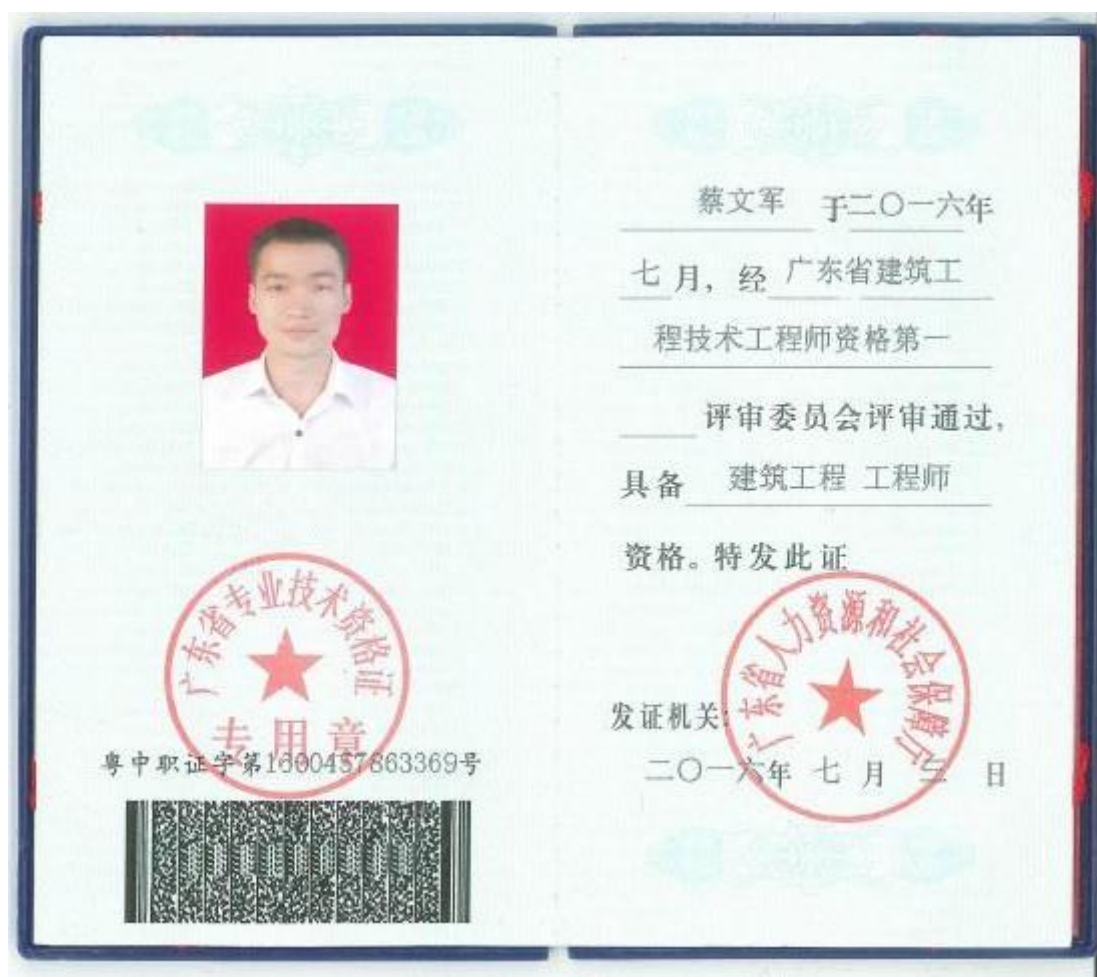 广东省专业技术资格证
专用章
粤中职证字第1600457863369号
蔡文军 于二〇一六年
七月，经 广东省建筑工
程技术工程师资格第一
评审委员会评审通过，
具备 建筑工程 工程师
资格。特发此证
广东省人力资源和社会保障厅
发证机关：
二〇一六年 七 月 日